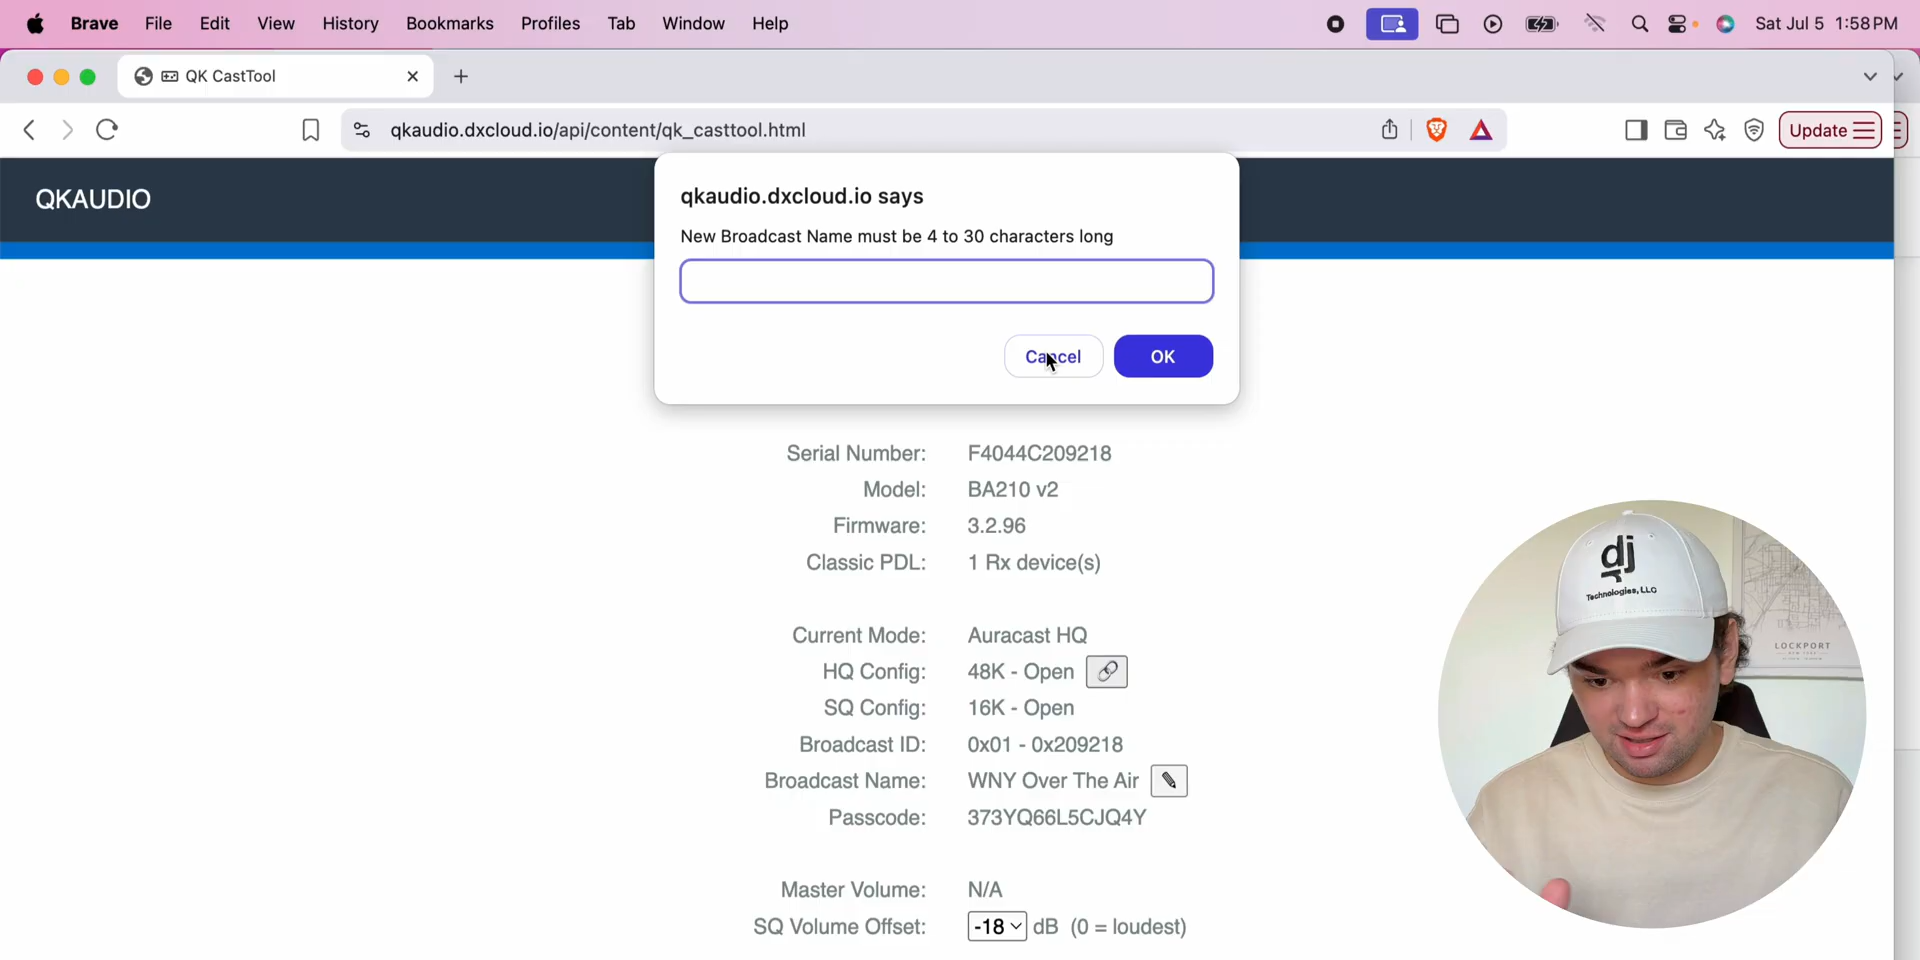 Brave File Edit View History Bookmarks Profiles Tab Window Help Sat Jul 5 1:58 PM
QK CastTool
qkaudio.dxcloud.io/api/content/qk_casttool.html Update
QKAUDIO
qkaudio.dxcloud.io says
New Broadcast Name must be 4 to 30 characters long
Cancel OK
Serial Number: F4044C209218
Model: BA210 v2
Firmware: 3.2.96
Classic PDL: 1 Rx device(s)
Current Mode: Auracast HQ
HQ Config: 48K - Open
SQ Config: 16K - Open
Broadcast ID: 0x01 - 0x209218
Broadcast Name: WNY Over The Air
Passcode: 373YQ66L5CJQ4Y
Master Volume: N/A
SQ Volume Offset: -18 dB (0 = loudest)
dj
Technologies, LLC
LOCKPORT